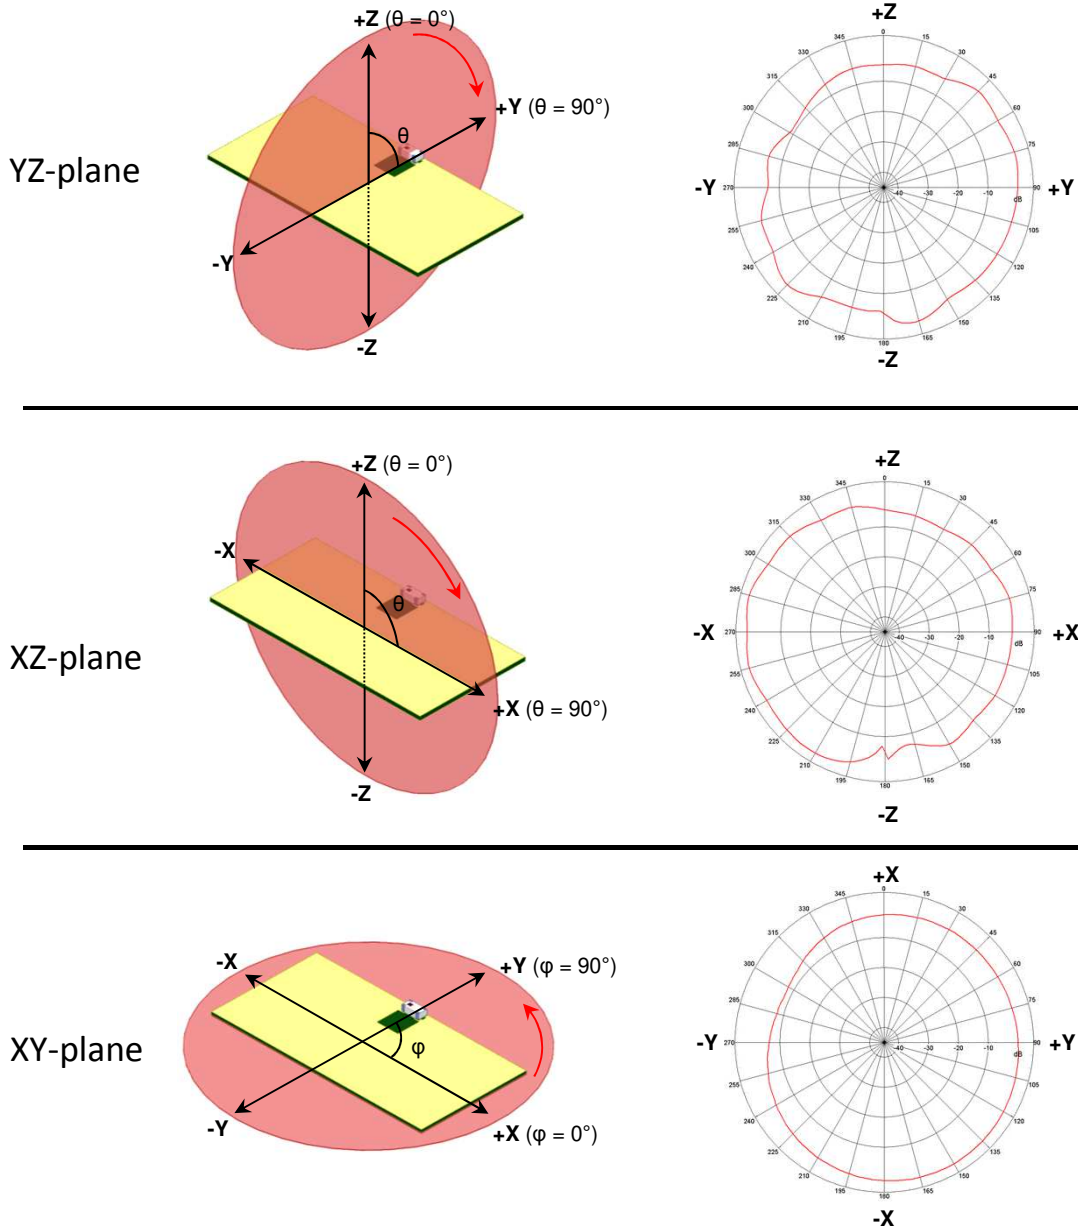 YZ-plane
+Z (θ = 0°)
+Y (θ = 90°)
θ
-Y
-Z
+Z
0
15
30
45
60
75
90
105
120
135
150
165
180
195
210
225
240
255
270
285
300
315
330
345
-40
-30
-20
-10
dB
-Y
+Y
-Z
XZ-plane
+Z (θ = 0°)
-X
θ
+X (θ = 90°)
-Z
+Z
0
15
30
45
60
75
90
105
120
135
150
165
180
195
210
225
240
255
270
285
300
315
330
345
-40
-30
-20
-10
dB
-X
+X
-Z
XY-plane
-X
+Y (φ = 90°)
φ
-Y
+X (φ = 0°)
+X
0
15
30
45
60
75
90
105
120
135
150
165
180
195
210
225
240
255
270
285
300
315
330
345
-40
-30
-20
-10
dB
-Y
+Y
-X